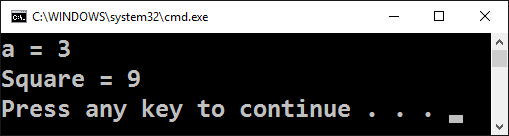 C:\WINDOWS\system32\cmd.exe
a = 3
Square = 9
Press any key to continue . . .